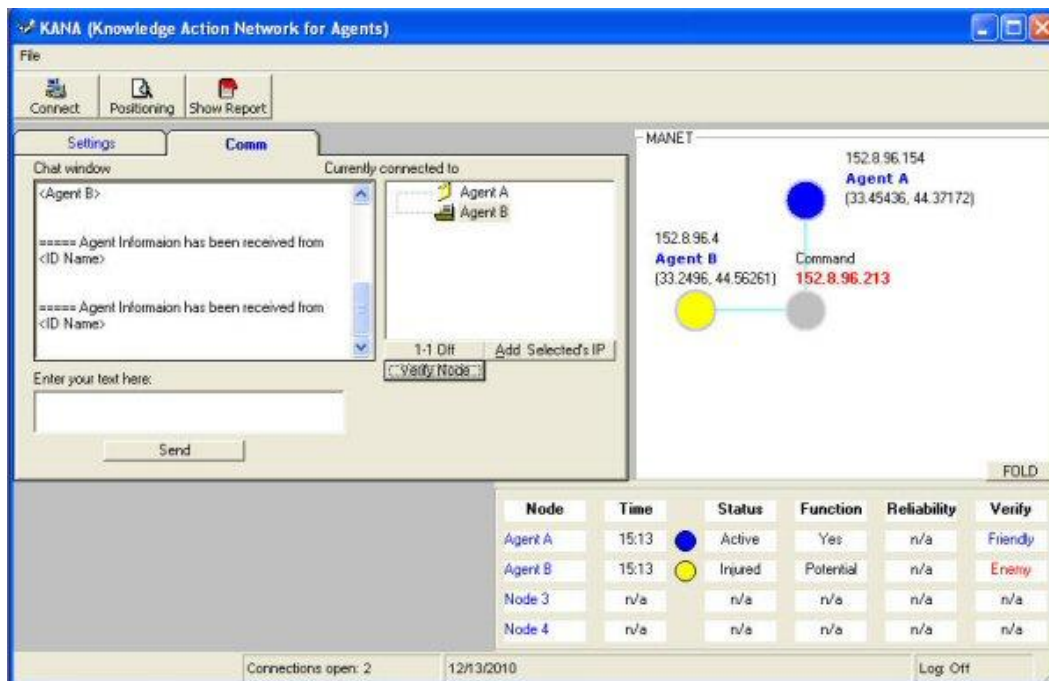 KANA (Knowledge Action Network for Agents)
File
Connect Positioning Show Report
Settings Comm
Chat window Currently connected to
<Agent B>
===== Agent Informaion has been received from
<ID Name>
===== Agent Informaion has been received from
<ID Name>
Agent A
Agent B
1-1 Off Add Selected's IP
Verify Node
Enter your text here:
Send
MANET
152.8.96.154
Agent A
(33.45436, 44.37172)
152.8.96.4
Agent B
(33.2496, 44.56261)
Command
152.8.96.213
FOLD
Node Time Status Function Reliability Verify
Agent A 15:13 Active Yes n/a Friendly
Agent B 15:13 Injured Potential n/a Enemy
Node 3 n/a n/a n/a n/a n/a
Node 4 n/a n/a n/a n/a n/a
Connections open: 2 12/13/2010 Log: Off